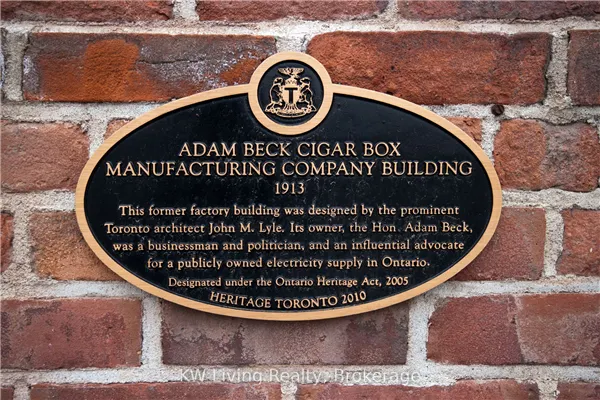 ADAM BECK CIGAR BOX
MANUFACTURING COMPANY BUILDING
1913
This former factory building was designed by the prominent
Toronto architect John M. Lyle. Its owner, the Hon. Adam Beck,
was a businessman and politician, and an influential advocate
for a publicly owned electricity supply in Ontario.
Designated under the Ontario Heritage Act, 2005
HERITAGE TORONTO 2010
KW Living Realty, Brokerage